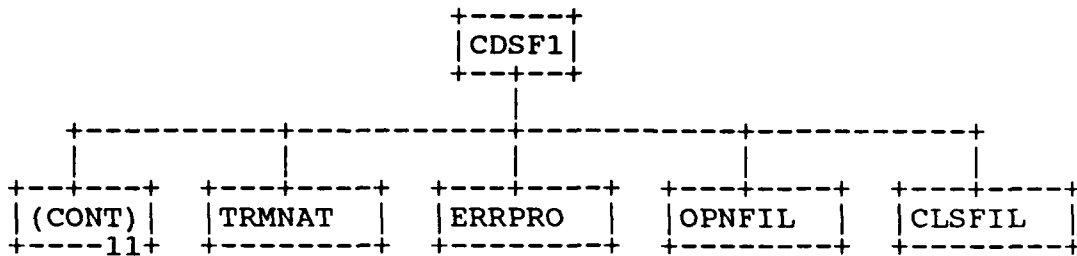 CDSF1
(CONT) TRMNAT ERRPRO OPNFIL CLSFIL
11